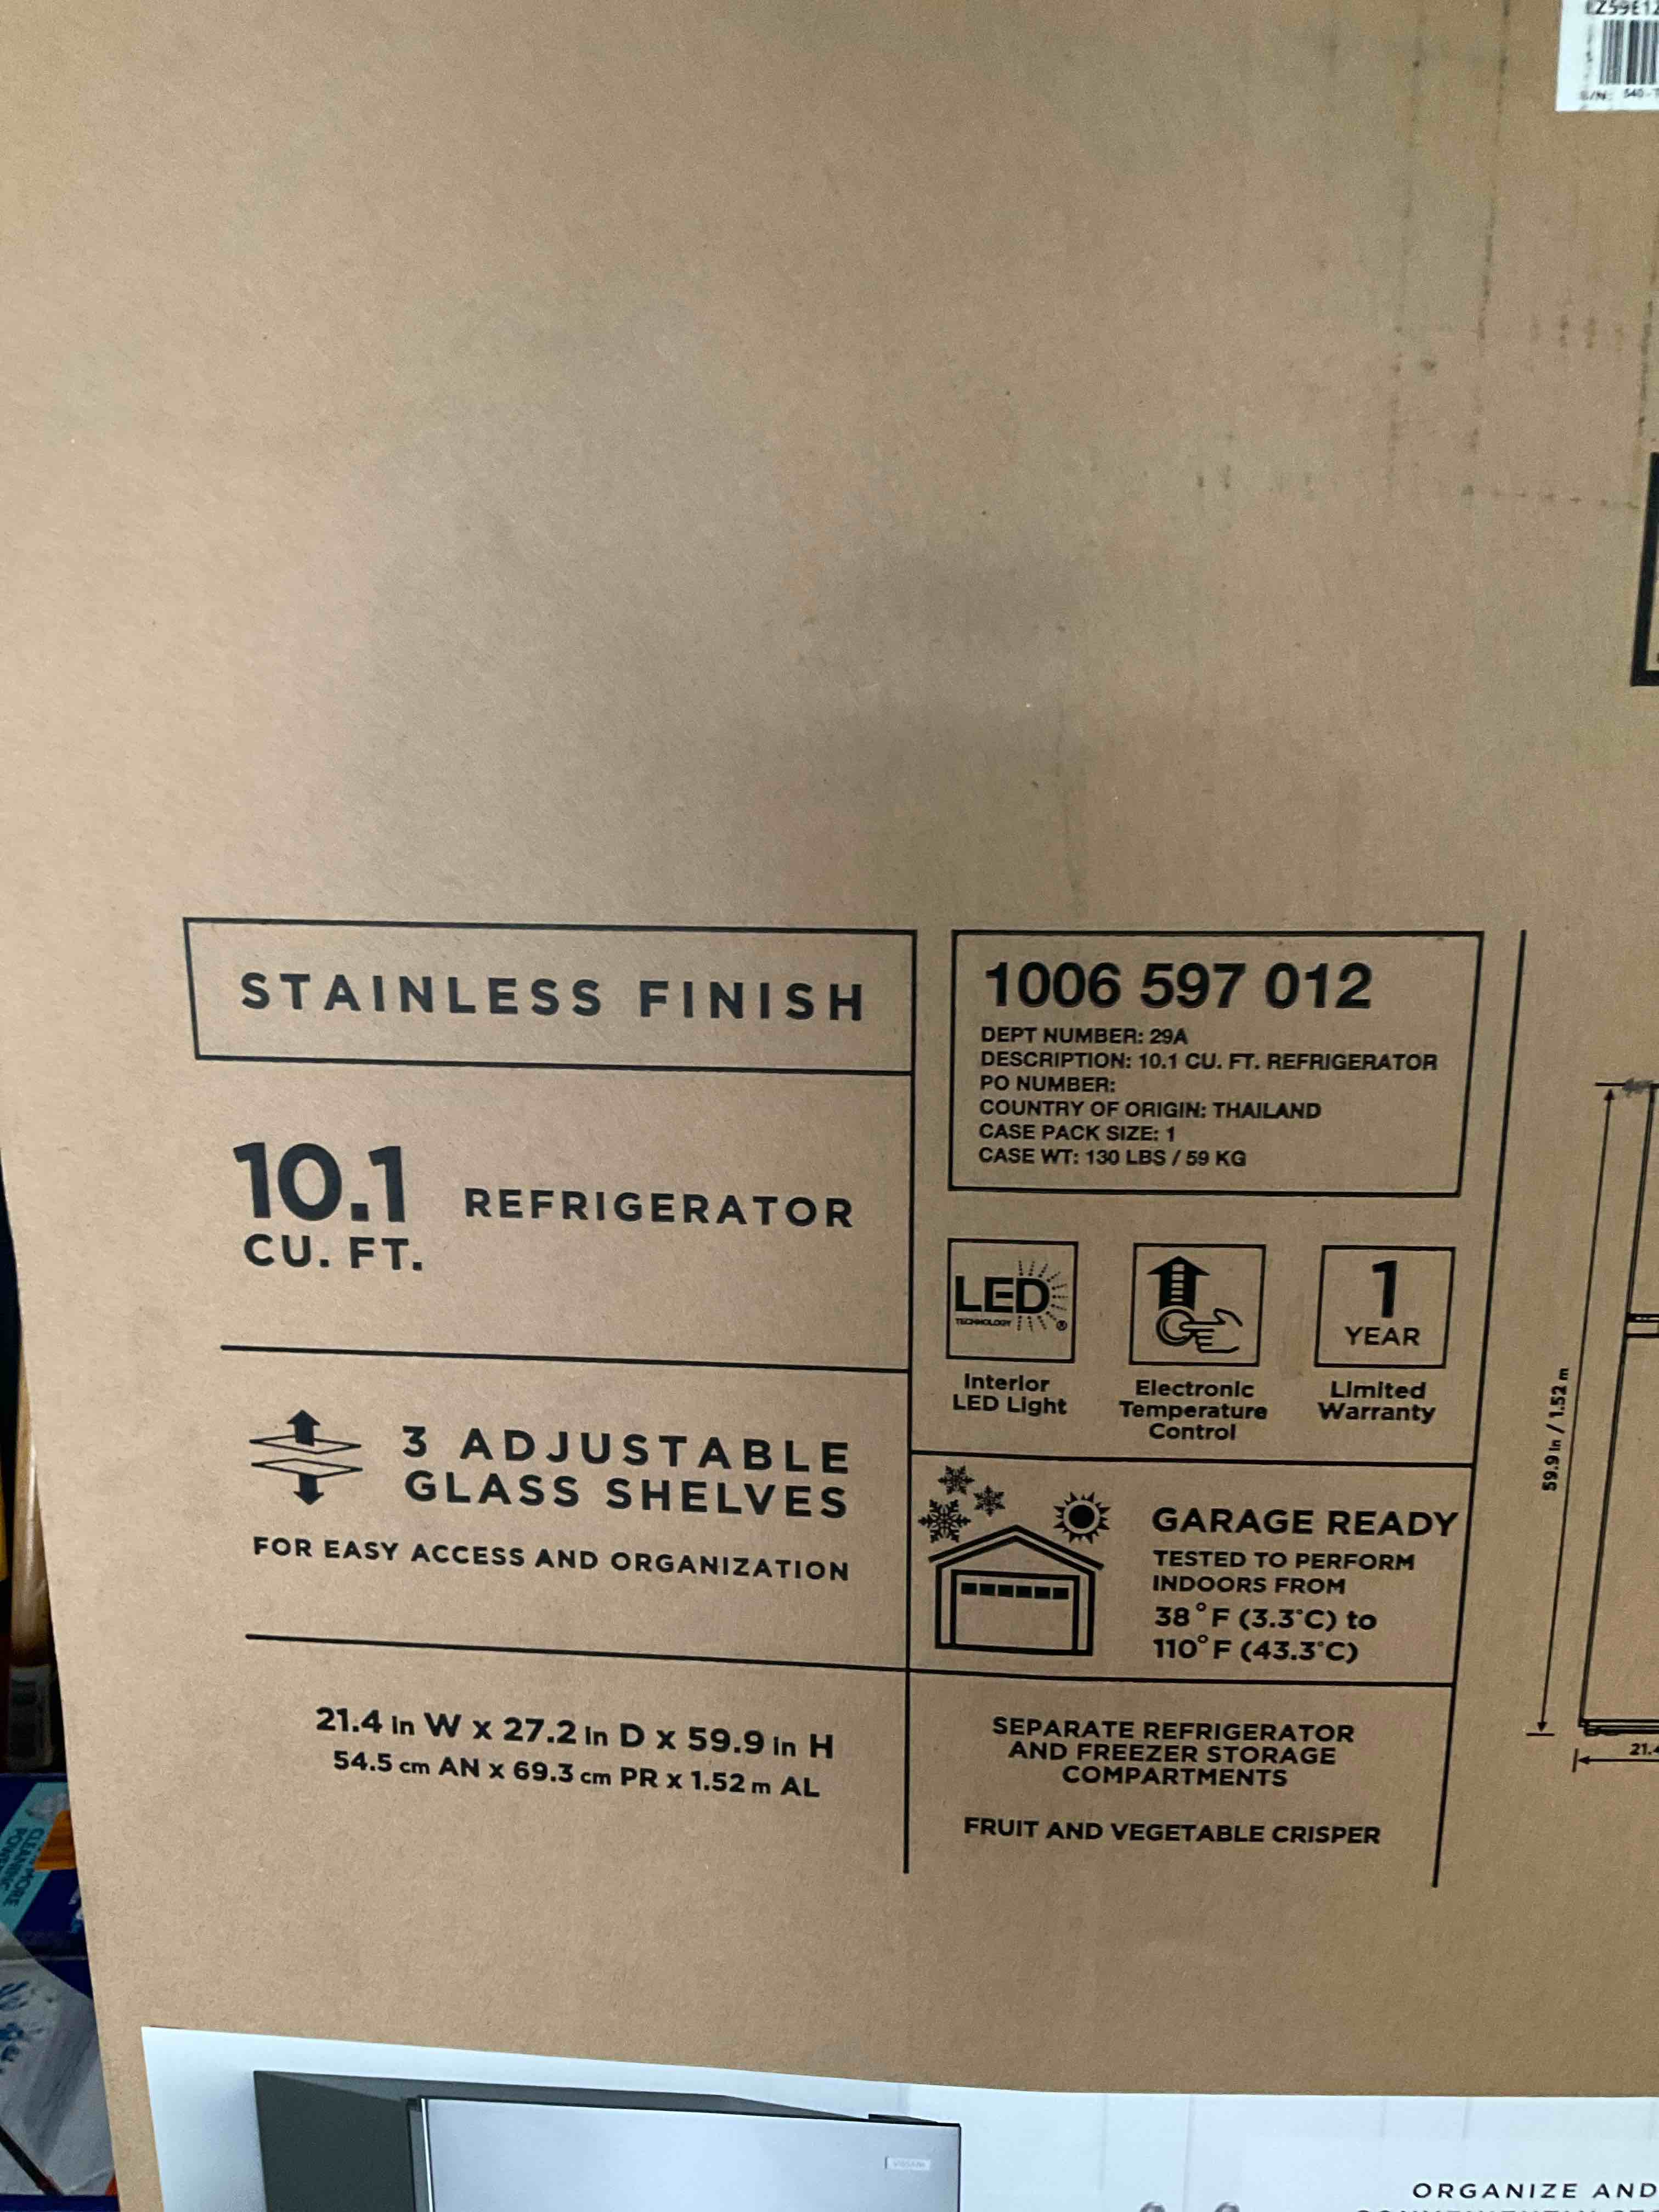 STAINLESS FINISH
10.1
CU. FT.
REFRIGERATOR
3 ADJUSTABLE
GLASS SHELVES
FOR EASY ACCESS AND ORGANIZATION
21.4 in W x 27.2 in D x 59.9 in H
54.5 cm AN x 69.3 cm PR x 1.52 m AL
1006 597 012
DEPT NUMBER: 29A
DESCRIPTION: 10.1 CU. FT. REFRIGERATOR
PO NUMBER:
COUNTRY OF ORIGIN: THAILAND
CASE PACK SIZE: 1
CASE WT: 130 LBS / 59 KG
LED
TECHNOLOGY
®
Interior
LED Light
Electronic
Temperature
Control
1
YEAR
Limited
Warranty
GARAGE READY
TESTED TO PERFORM
INDOORS FROM
38°F (3.3°C) to
110°F (43.3°C)
SEPARATE REFRIGERATOR
AND FREEZER STORAGE
COMPARTMENTS
FRUIT AND VEGETABLE CRISPER
59.9 in / 1.52 m
21.4
S/N: 540-T
ORGANIZE AND